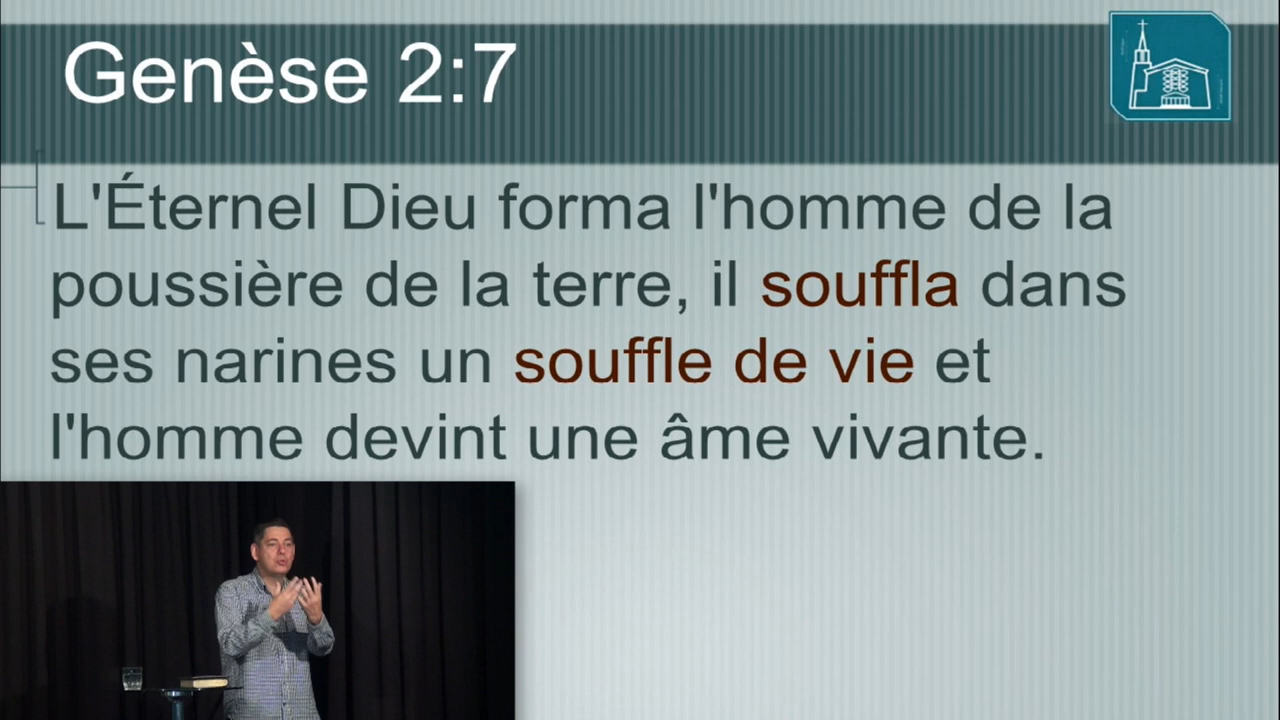 Genèse 2:7
L'Éternel Dieu forma l'homme de la
poussière de la terre, il souffla dans
ses narines un souffle de vie et
l'homme devint une âme vivante.